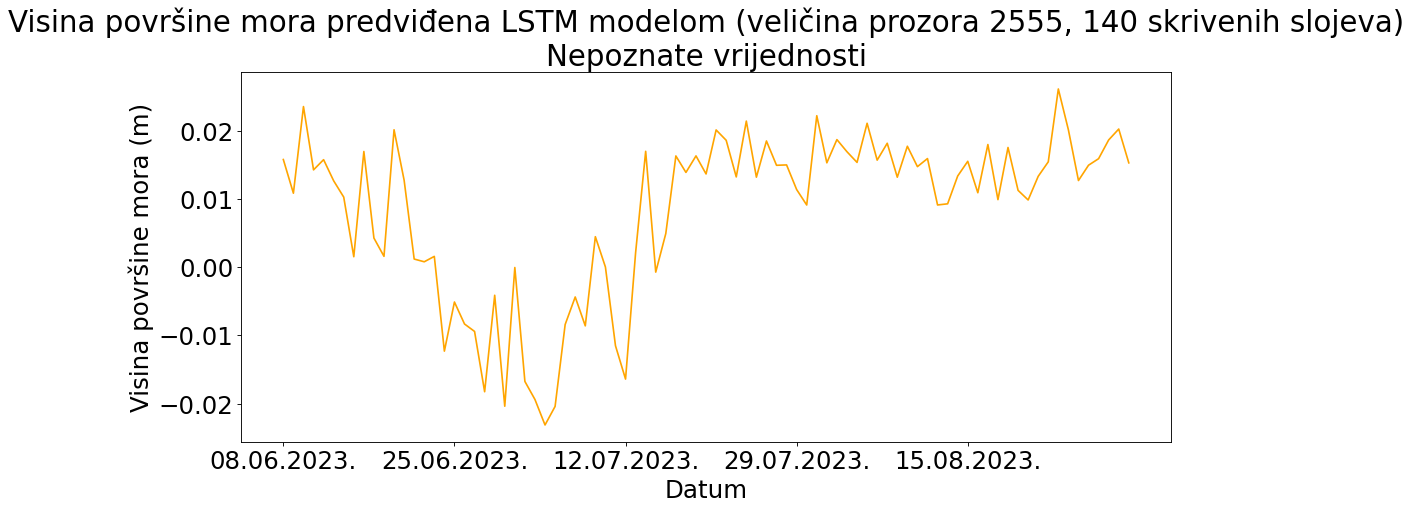 Visina površine mora predviđena LSTM modelom (veličina prozora 2555, 140 skrivenih slojeva)
Nepoznate vrijednosti
Visina površine mora (m)
0.02
0.01
0.00
−0.01
−0.02
08.06.2023. 25.06.2023. 12.07.2023. 29.07.2023. 15.08.2023.
Datum